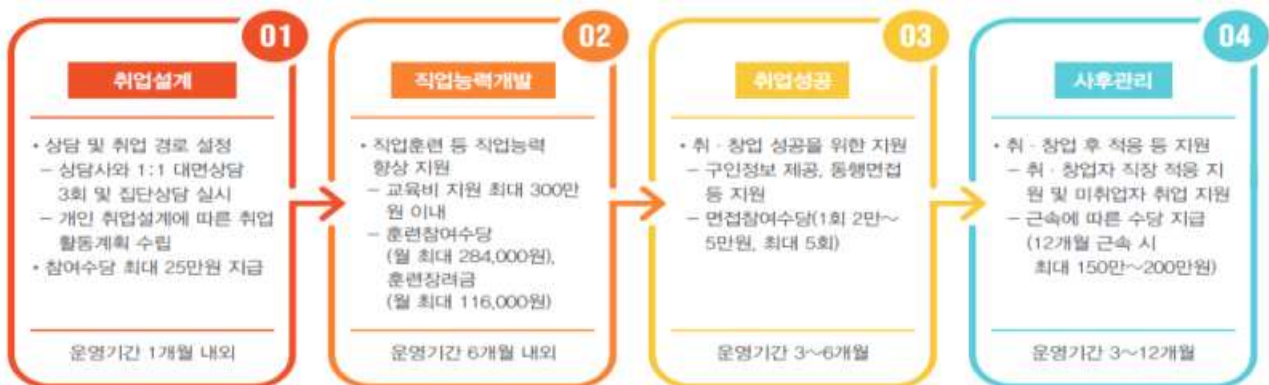 01
취업설계
• 상담 및 취업 경로 설정
– 상담사와 1:1 대면상담
3회 및 집단상담 실시
– 개인 취업설계에 따른 취업
활동계획 수립
• 참여수당 최대 25만원 지급
운영기간 1개월 내외
02
직업능력개발
• 직업훈련 등 직업능력
향상 지원
– 교육비 지원 최대 300만
원 이내
– 훈련참여수당
(월 최대 284,000원),
훈련장려금
(월 최대 116,000원)
운영기간 6개월 내외
03
취업성공
• 취 · 창업 성공을 위한 지원
– 구인정보 제공, 동행면접
등 지원
– 면접참여수당(1회 2만~
5만원, 최대 5회)
운영기간 3~6개월
04
사후관리
• 취 · 창업 후 적응 등 지원
– 취 · 창업자 직장 적응 지
원 및 미취업자 취업 지원
– 근속에 따른 수당 지급
(12개월 근속 시
최대 150만~200만원)
운영기간 3~12개월